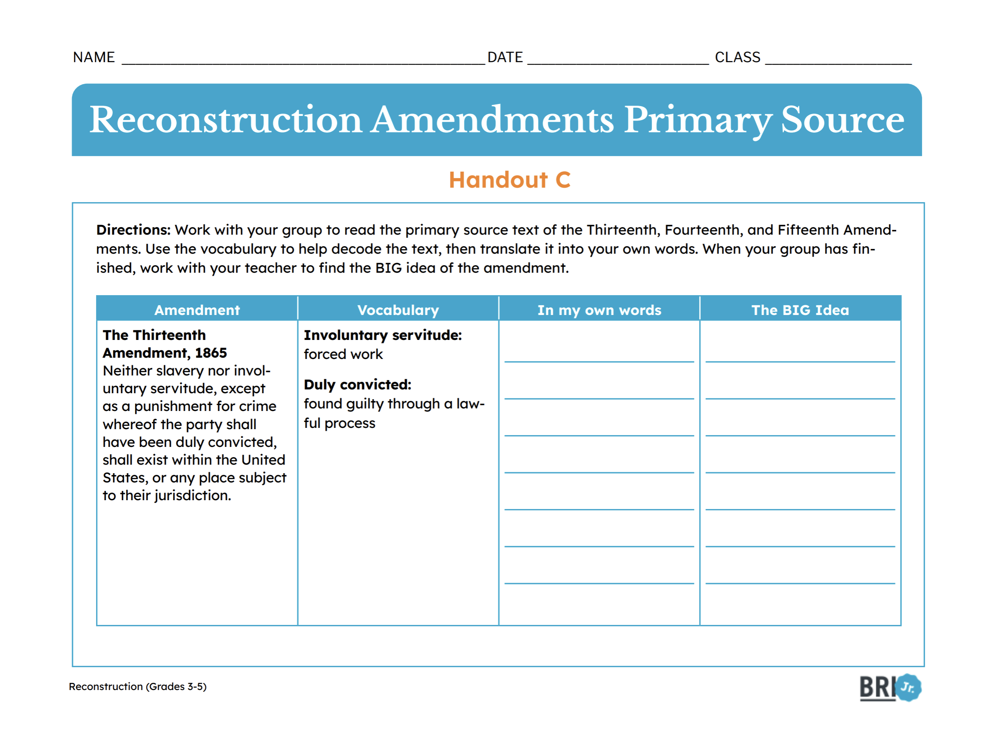 NAME DATE CLASS
Reconstruction Amendments Primary Source
Handout C
Directions: Work with your group to read the primary source text of the Thirteenth, Fourteenth, and Fifteenth Amend-
ments. Use the vocabulary to help decode the text, then translate it into your own words. When your group has fin-
ished, work with your teacher to find the BIG idea of the amendment.
Amendment
Vocabulary
In my own words
The BIG Idea
The Thirteenth
Amendment, 1865
Neither slavery nor invol-
untary servitude, except
as a punishment for crime
whereof the party shall
have been duly convicted,
shall exist within the United
States, or any place subject
to their jurisdiction.
Involuntary servitude:
forced work
Duly convicted:
found guilty through a law-
ful process
Reconstruction (Grades 3-5)
BRI Jr.